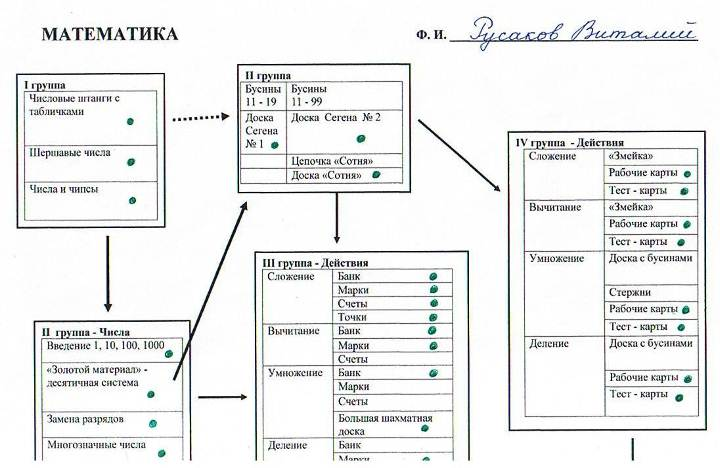 МАТЕМАТИКА
Ф. И. Русаков Виталий
I группа
Числовые штанги с
табличками
Шершавые числа
Числа и чипсы
II группа
Бусины Бусины
11 - 19 11 - 99
Доска Доска Сегена № 2
Сегена
№ 1
Цепочка «Сотня»
Доска «Сотня»
IV группа - Действия
Сложение «Змейка»
Рабочие карты
Тест - карты
Вычитание «Змейка»
Рабочие карты
Тест - карты
Умножение Доска с бусинами
Стержни
Рабочие карты
Тест - карты
Деление Доска с бусинами
Рабочие карты
Тест - карты
III группа - Действия
Сложение Банк
Марки
Счеты
Точки
Вычитание Банк
Марки
Счеты
Умножение Банк
Марки
Счеты
Большая шахматная
доска
Деление Банк
Марки
II группа - Числа
Введение 1, 10, 100, 1000
«Золотой материал» -
десятичная система
Замена разрядов
Многозначные числа